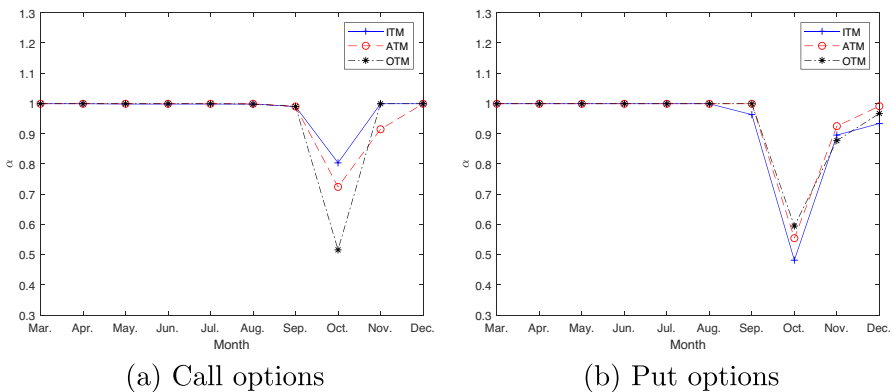 1.3
1.2
1.1
1
0.9
0.8
0.7
0.6
0.5
0.4
0.3
α
ITM
ATM
OTM
Mar. Apr. May. Jun. Jul. Aug. Sep. Oct. Nov. Dec.
Month
(a) Call options
1.3
1.2
1.1
1
0.9
0.8
0.7
0.6
0.5
0.4
0.3
α
ITM
ATM
OTM
Mar. Apr. May. Jun. Jul. Aug. Sep. Oct. Nov. Dec.
Month
(b) Put options